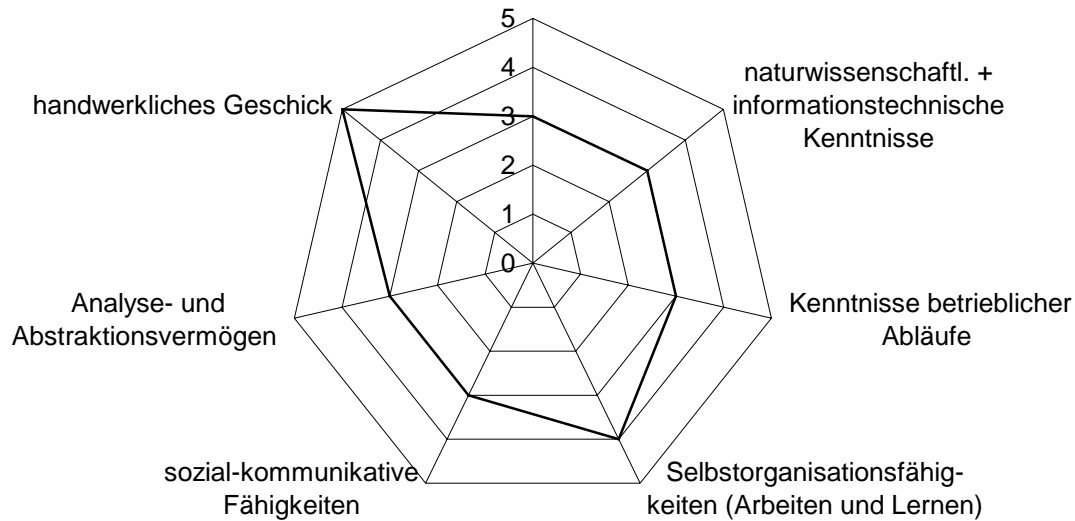 5
4
3
2
1
0
naturwissenschaftl. +
informationstechnische
Kenntnisse
Kenntnisse betrieblicher
Abläufe
Selbstorganisationsfähig-
keiten (Arbeiten und Lernen)
sozial-kommunikative
Fähigkeiten
Analyse- und
Abstraktionsvermögen
handwerkliches Geschick